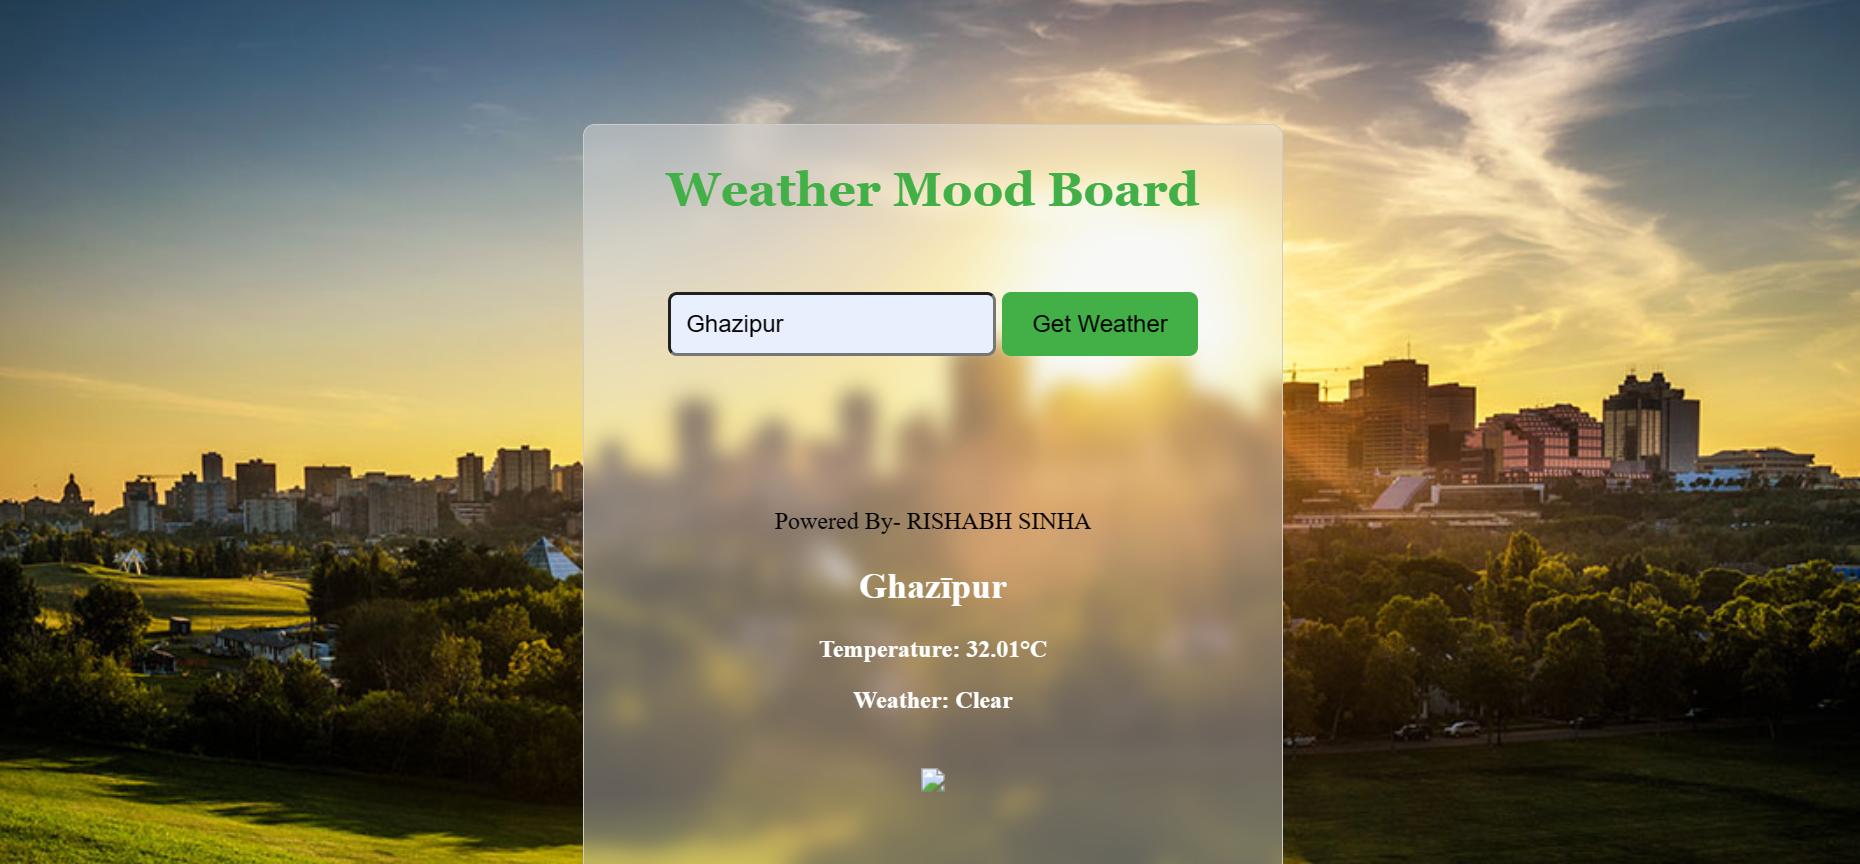 Weather Mood Board
Ghazipur
Get Weather
Powered By- RISHABH SINHA
Ghazīpur
Temperature: 32.01°C
Weather: Clear